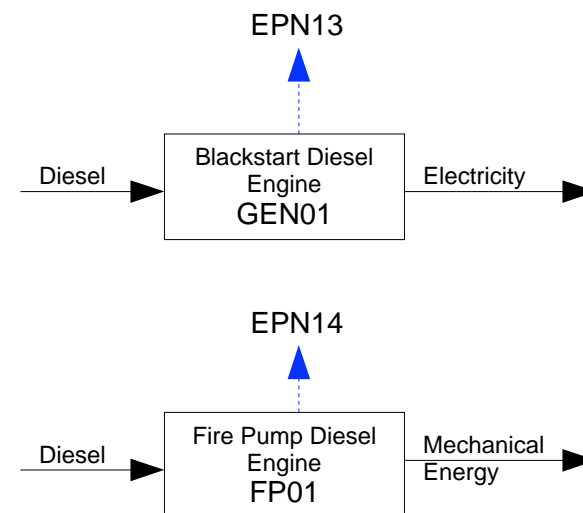 EPN13
Blackstart Diesel
Engine
GEN01
Diesel
Electricity
EPN14
Fire Pump Diesel
Engine
FP01
Diesel
Mechanical
Energy